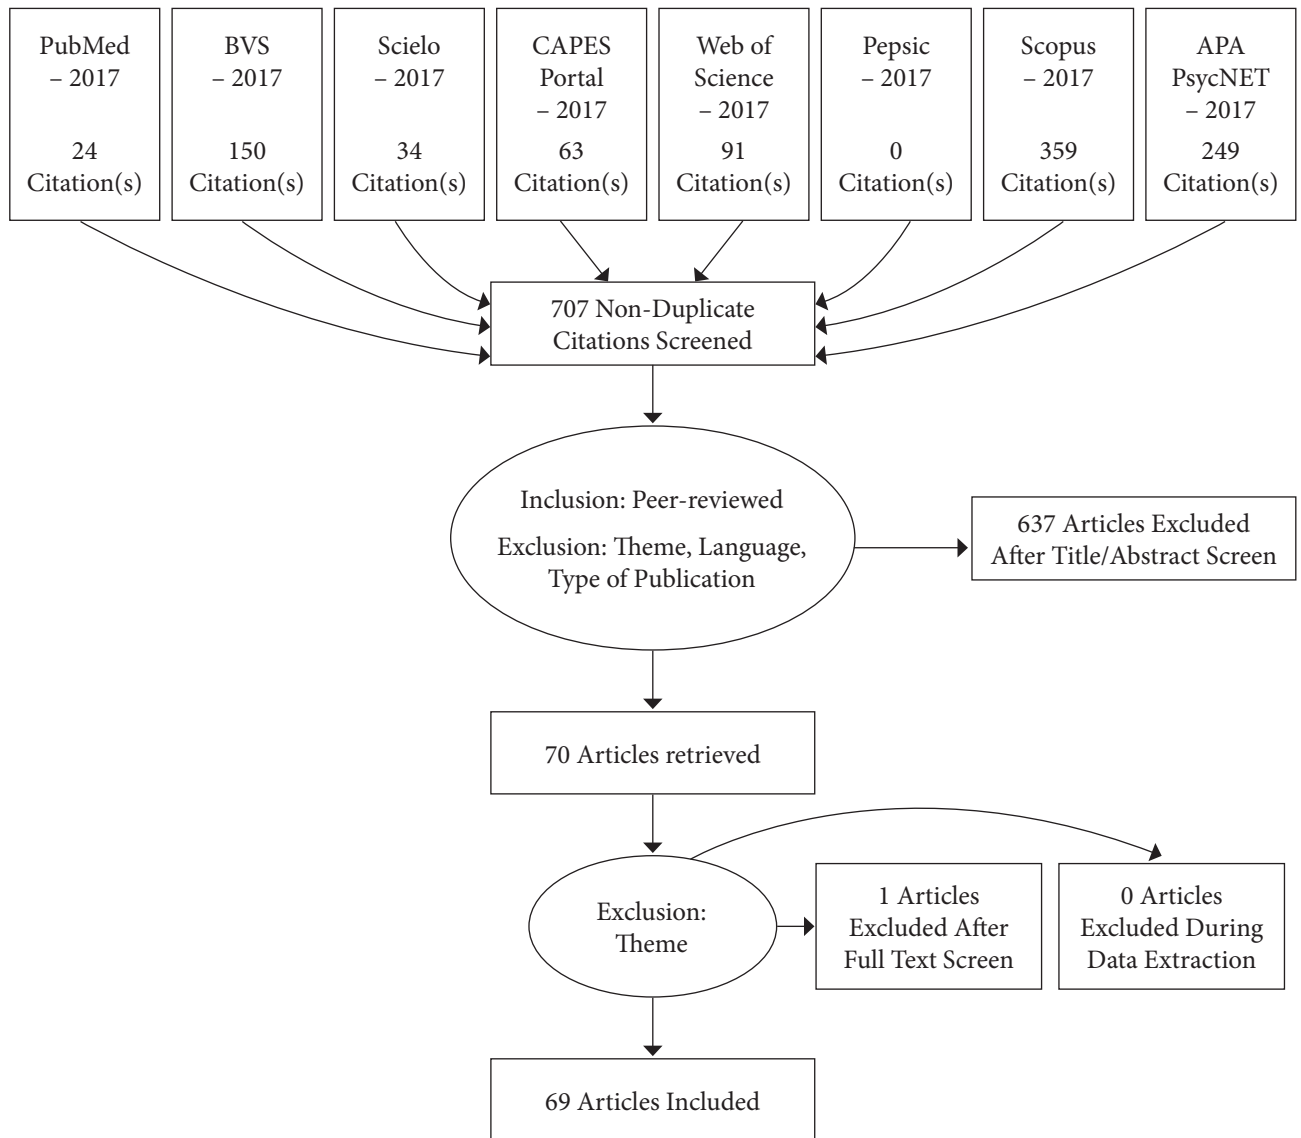 PubMed
– 2017
24
Citation(s)
BVS
– 2017
150
Citation(s)
Scielo
– 2017
34
Citation(s)
CAPES
Portal
– 2017
63
Citation(s)
Web of
Science
– 2017
91
Citation(s)
Pepsic
– 2017
0
Citation(s)
Scopus
– 2017
359
Citation(s)
APA
PsycNET
– 2017
249
Citation(s)
707 Non-Duplicate
Citations Screened
Inclusion: Peer-reviewed
Exclusion: Theme, Language,
Type of Publication
637 Articles Excluded
After Title/Abstract Screen
70 Articles retrieved
Exclusion:
Theme
1 Articles
Excluded After
Full Text Screen
0 Articles
Excluded During
Data Extraction
69 Articles Included